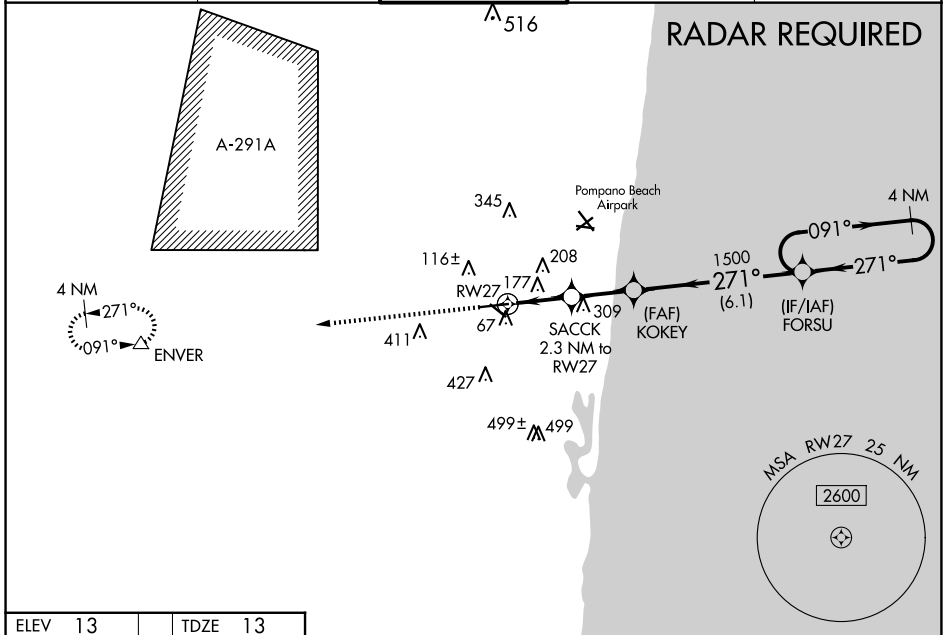 516
RADAR REQUIRED
A-291A
Pompano Beach
Airpark
345
4 NM
091°
116±
208
1500
271°
271°
(6.1)
RW27
177
4 NM
271°
67
309
(FAF)
KOKEY
(IF/IAF)
FORSU
SACCK
2.3 NM to
RW27
411
091°
ENVER
427
499±
499
MSA RW27 25 NM
2600
ELEV 13
TDZE 13